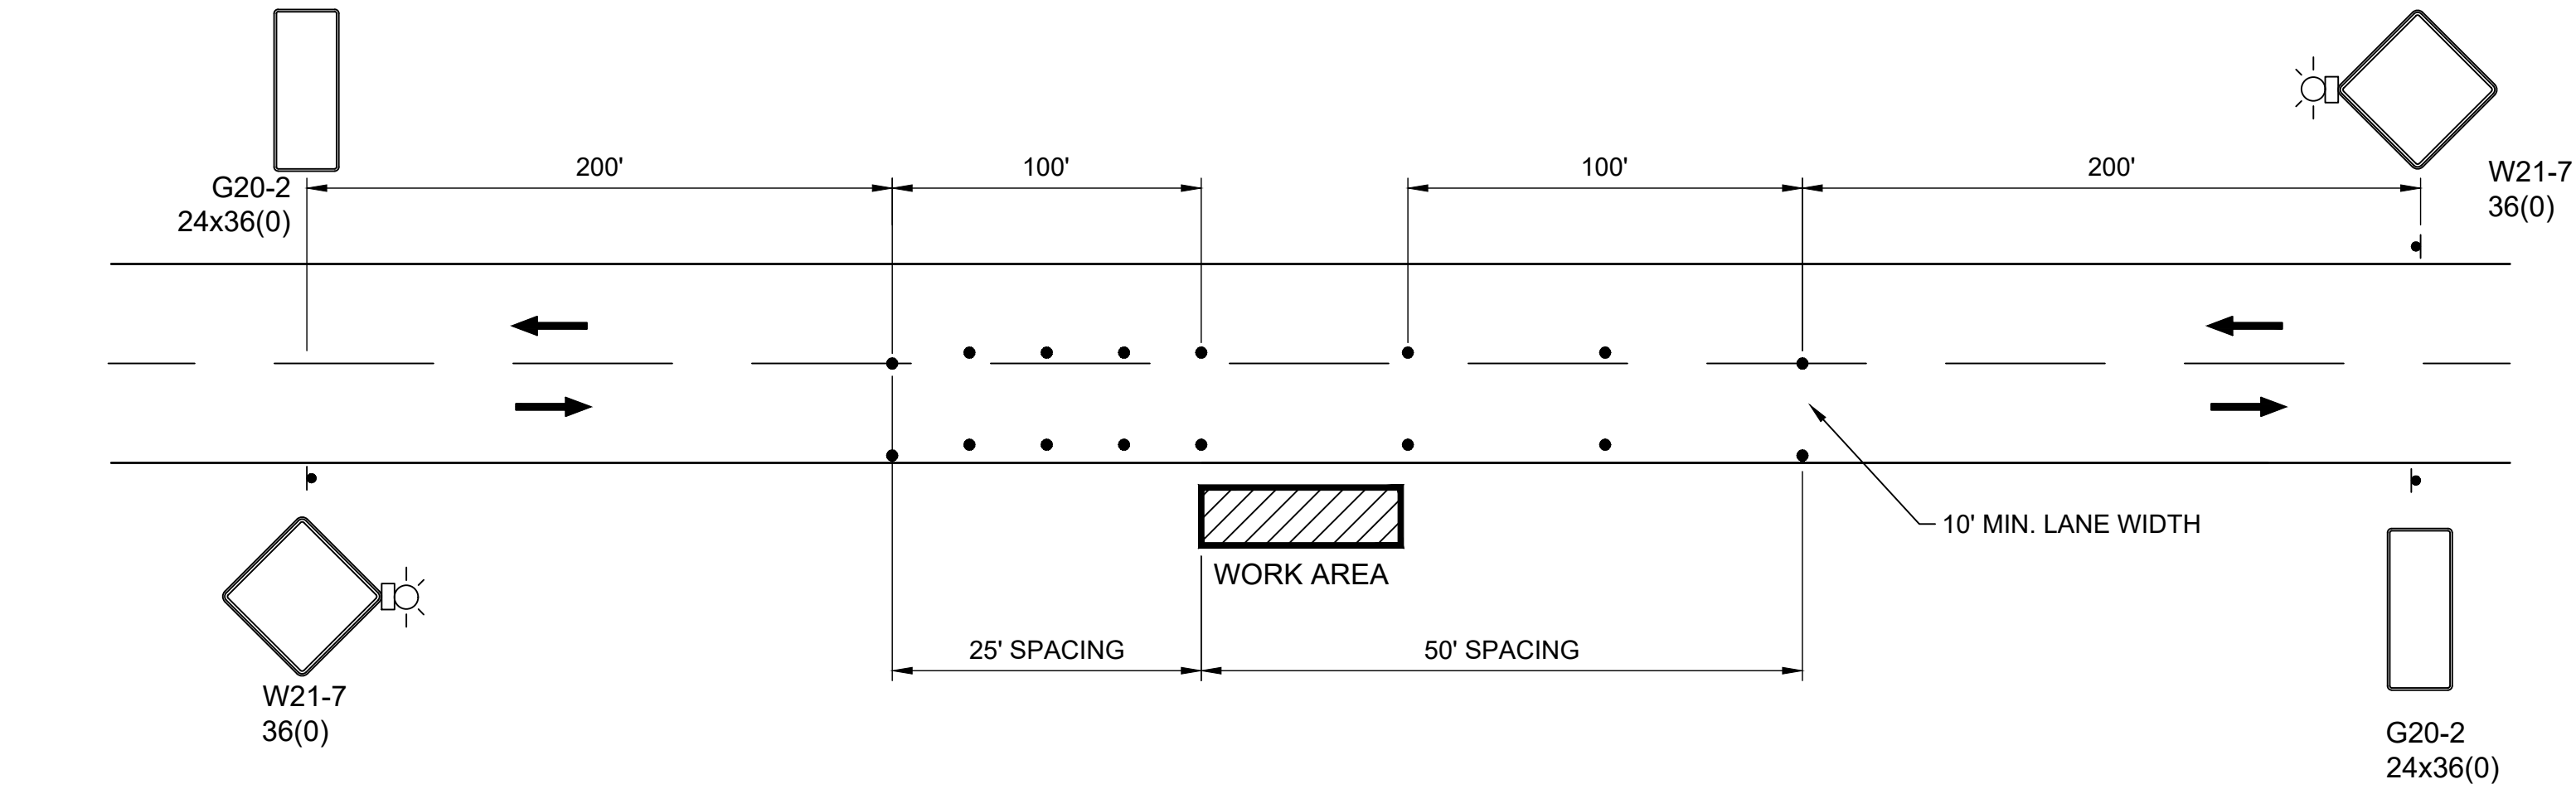 200'
100'
100'
200'
G20-2
24x36(0)
W21-7
36(0)
10' MIN. LANE WIDTH
WORK AREA
25' SPACING
50' SPACING
W21-7
36(0)
G20-2
24x36(0)